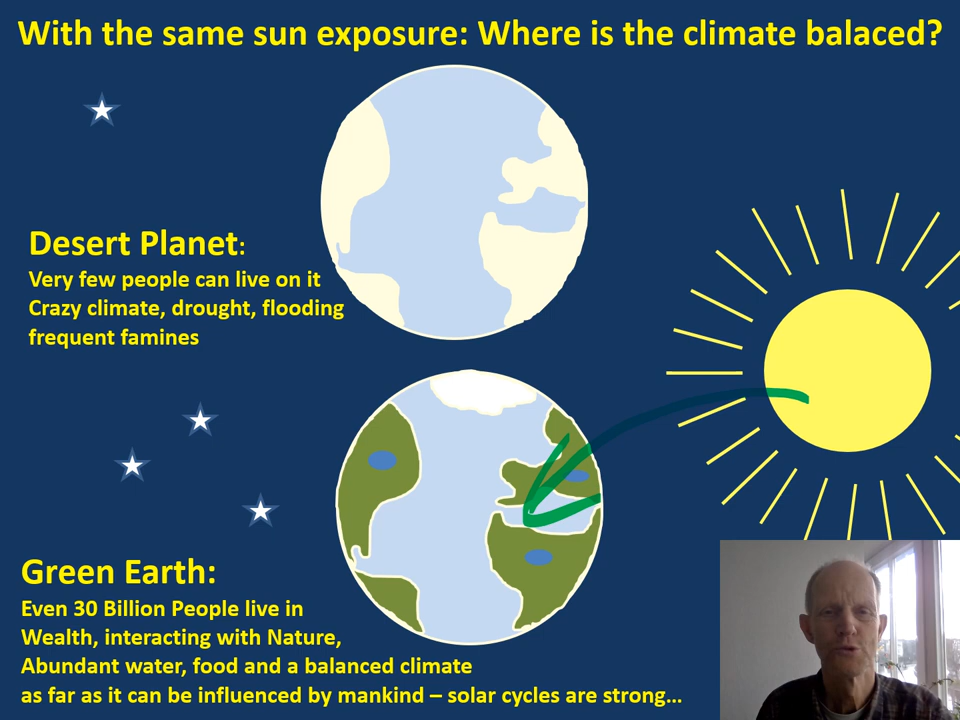 With the same sun exposure: Where is the climate balaced?
Desert Planet:
Very few people can live on it
Crazy climate, drought, flooding
frequent famines
Green Earth:
Even 30 Billion People live in
Wealth, interacting with Nature,
Abundant water, food and a balanced climate
as far as it can be influenced by mankind – solar cycles are strong...